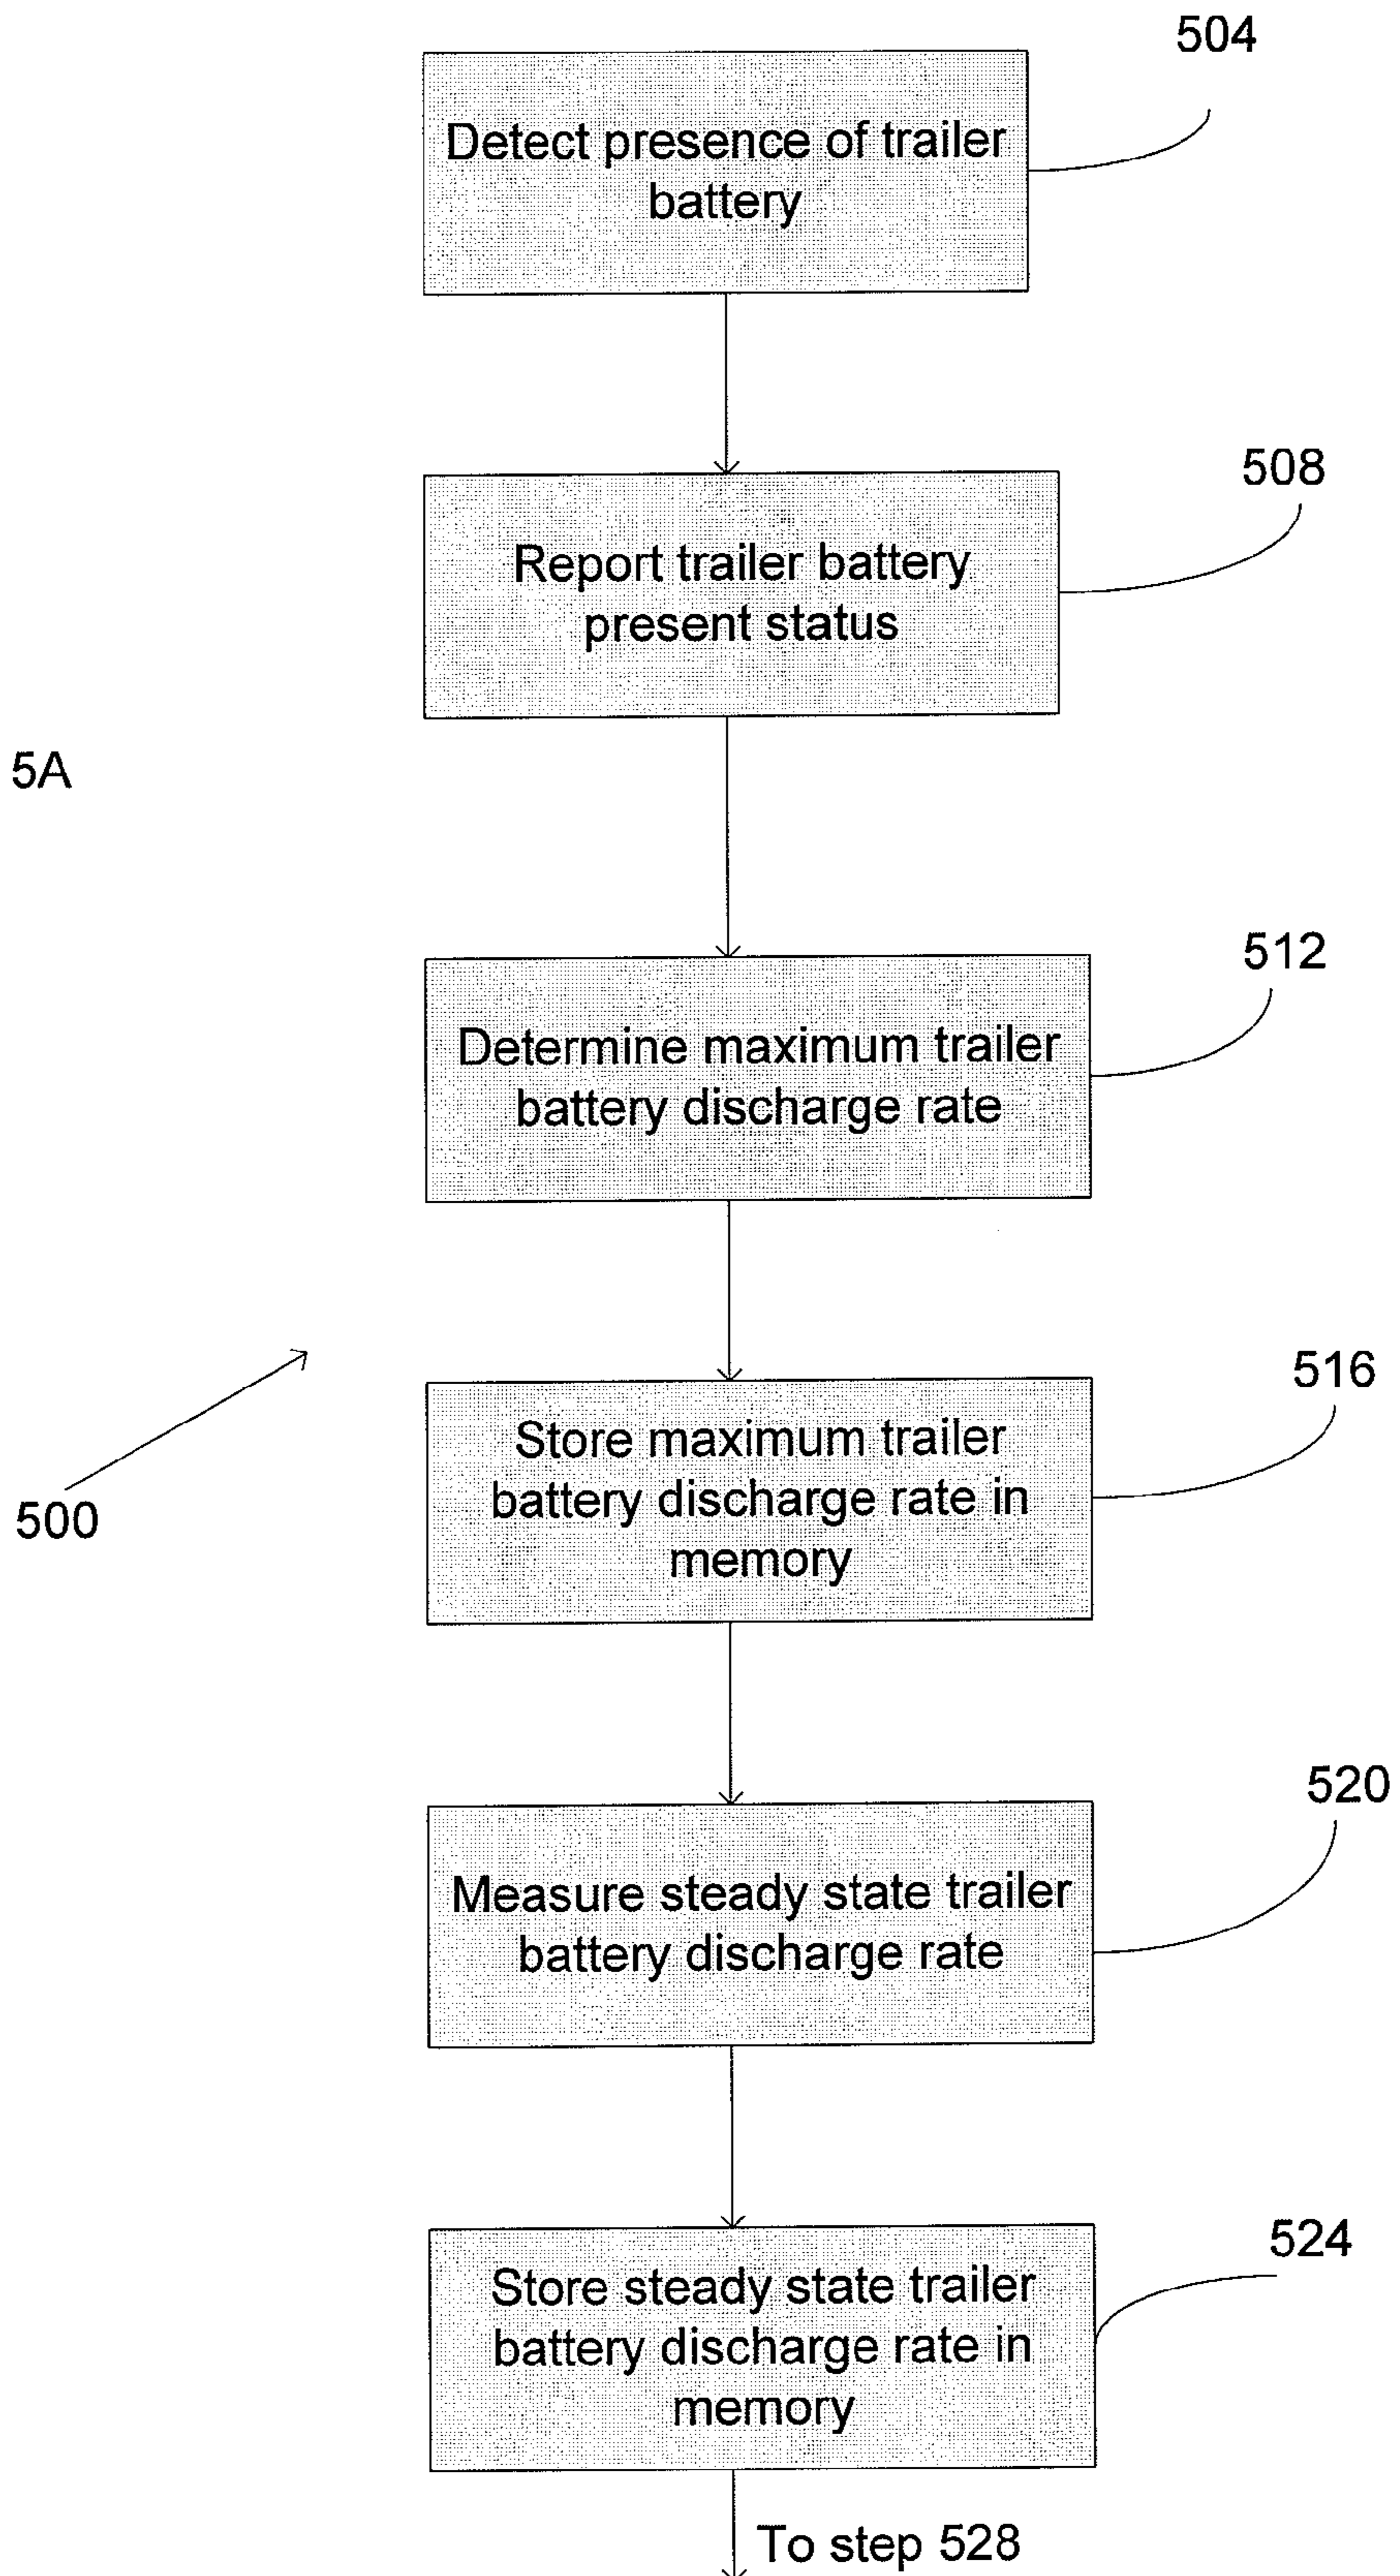 504
Detect presence of trailer
battery
508
Report trailer battery
present status
5A
512
Determine maximum trailer
battery discharge rate
516
Store maximum trailer
battery discharge rate in
memory
500
520
Measure steady state trailer
battery discharge rate
524
Store steady state trailer
battery discharge rate in
memory
To step 528